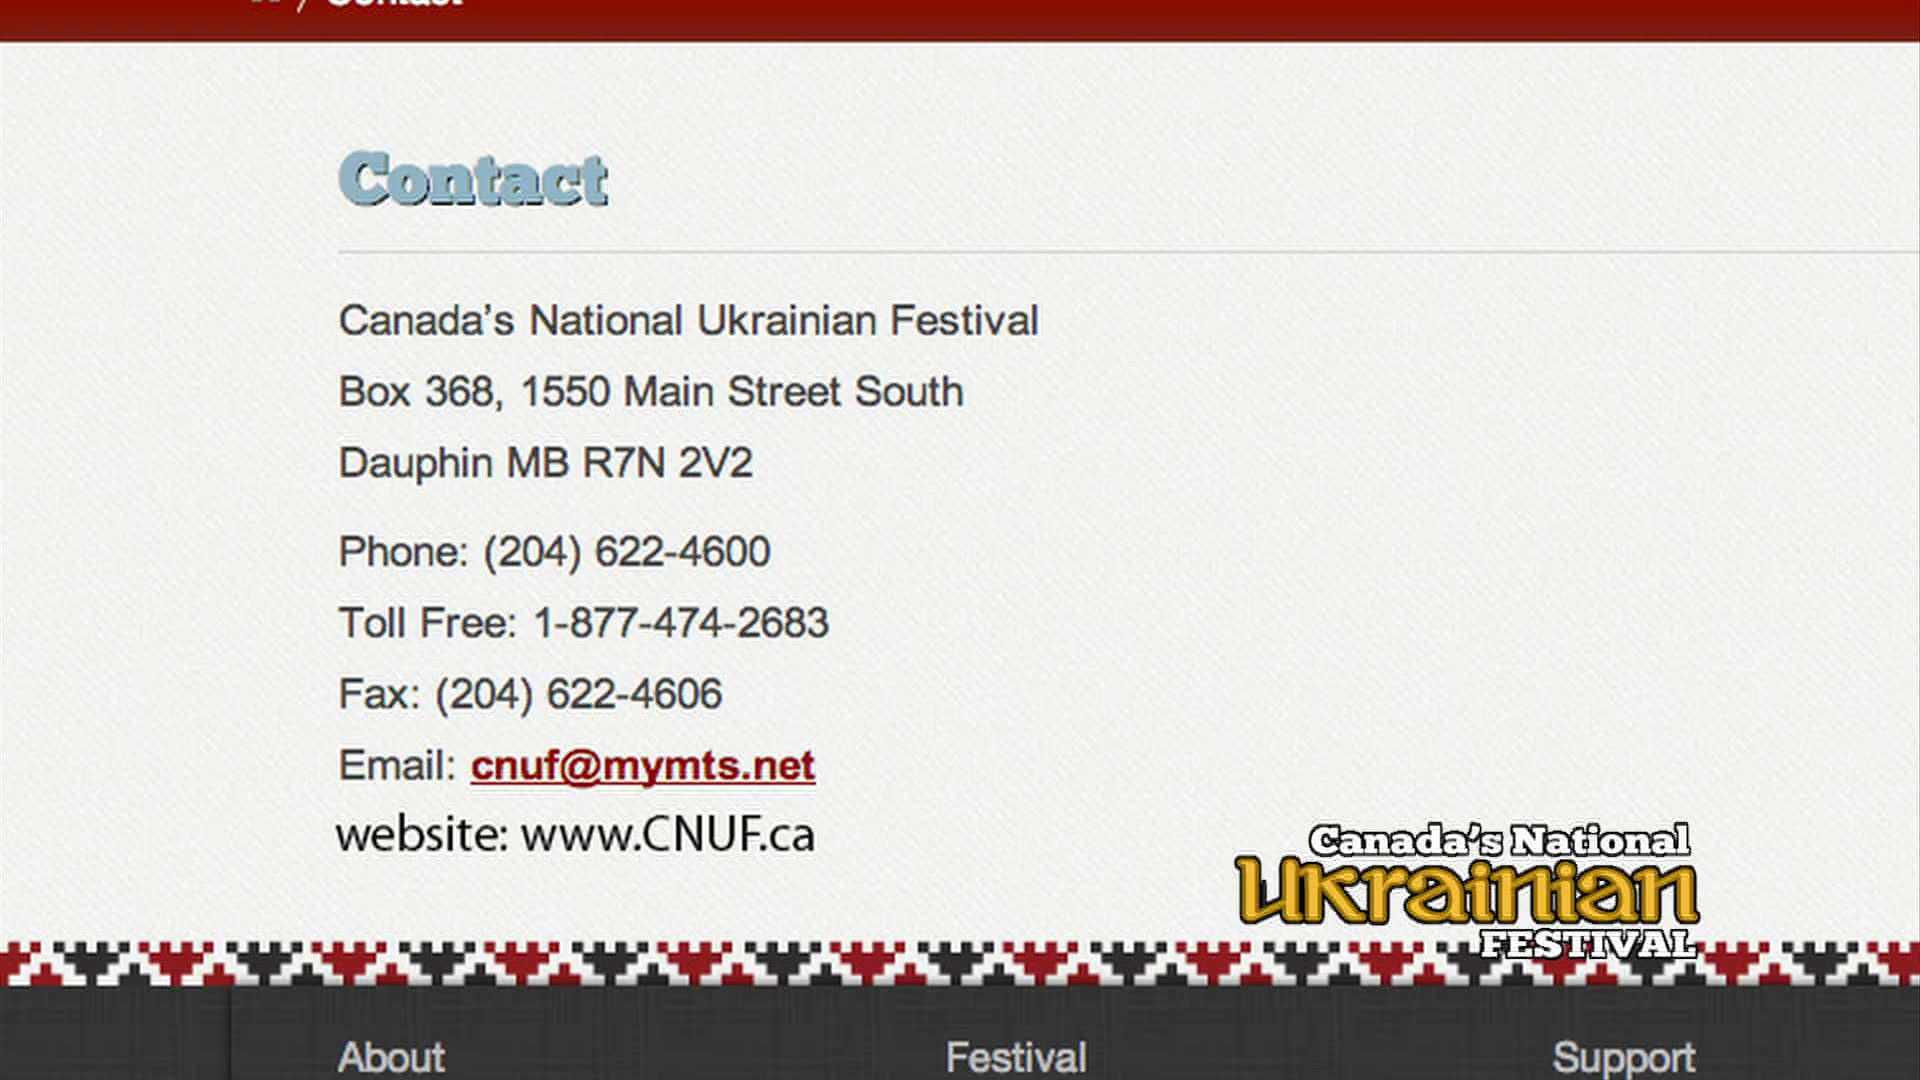 Contact
Contact
Canada’s National Ukrainian Festival
Box 368, 1550 Main Street South
Dauphin MB R7N 2V2
Phone: (204) 622-4600
Toll Free: 1-877-474-2683
Fax: (204) 622-4606
Email: cnuf@mymts.net
website: www.CNUF.ca
Canada's National
Ukrainian
FESTIVAL
About Festival Support